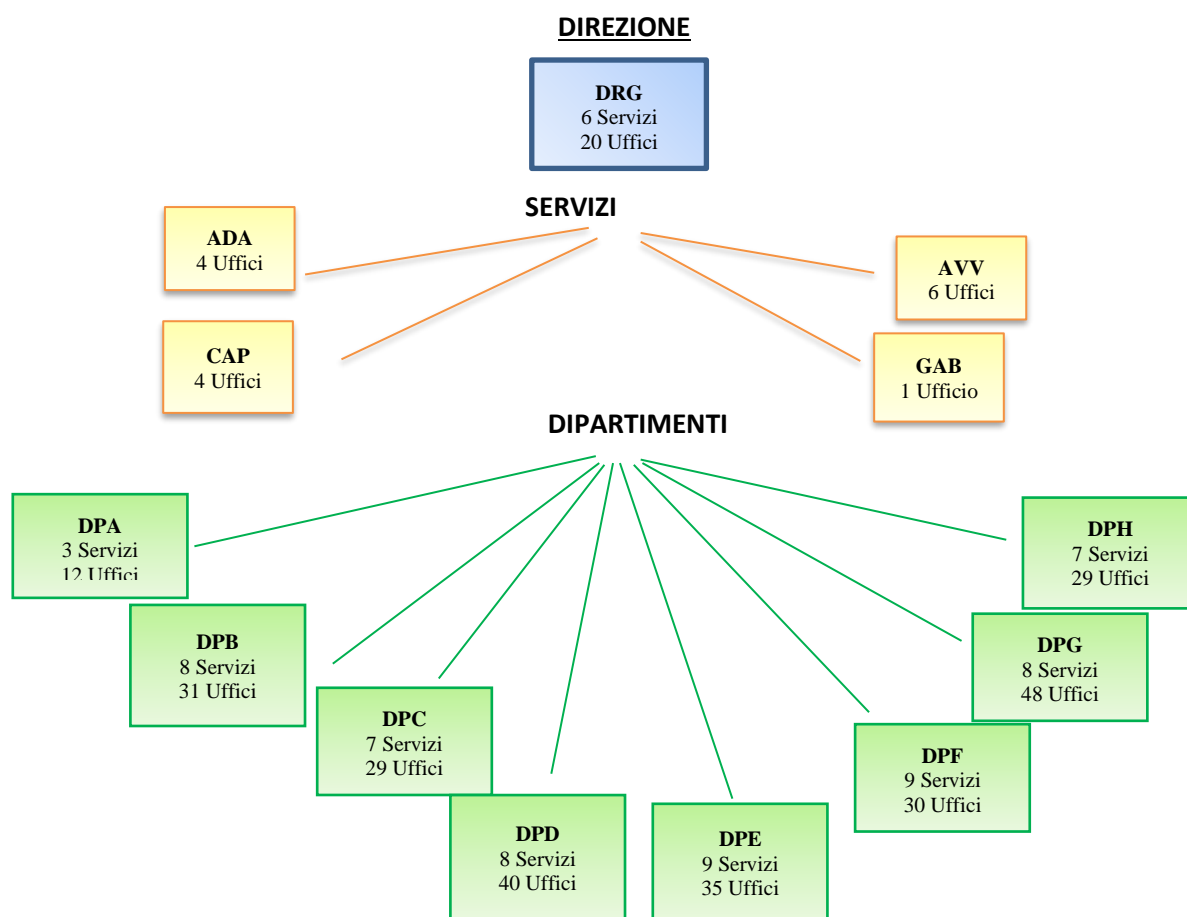 DIREZIONE
DRG
6 Servizi
20 Uffici
SERVIZI
ADA
4 Uffici
AVV
6 Uffici
CAP
4 Uffici
GAB
1 Ufficio
DIPARTIMENTI
DPA
3 Servizi
12 Uffici
DPH
7 Servizi
29 Uffici
DPB
8 Servizi
31 Uffici
DPG
8 Servizi
48 Uffici
DPC
7 Servizi
29 Uffici
DPF
9 Servizi
30 Uffici
DPD
8 Servizi
40 Uffici
DPE
9 Servizi
35 Uffici